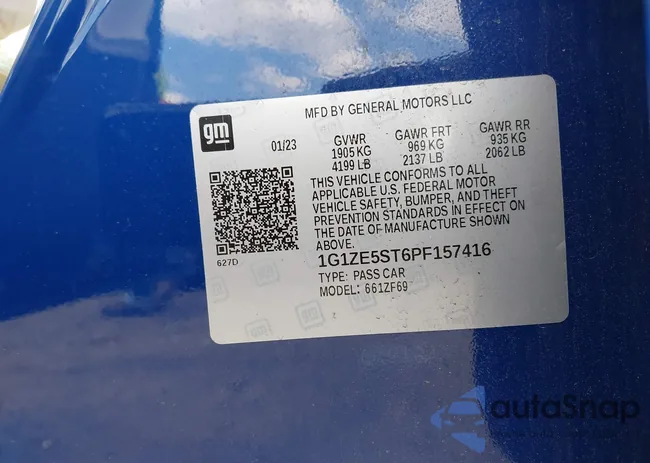 MFD BY GENERAL MOTORS LLC
gm
01/23
GVWR GAWR FRT GAWR RR
1905 KG 969 KG 935 KG
4199 LB 2137 LB 2062 LB
THIS VEHICLE CONFORMS TO ALL
APPLICABLE U.S. FEDERAL MOTOR
VEHICLE SAFETY, BUMPER, AND THEFT
PREVENTION STANDARDS IN EFFECT ON
THE DATE OF MANUFACTURE SHOWN
ABOVE.
627D
1G1ZE5ST6PF157416
TYPE: PASS CAR
MODEL: 661ZF69
autoSnap